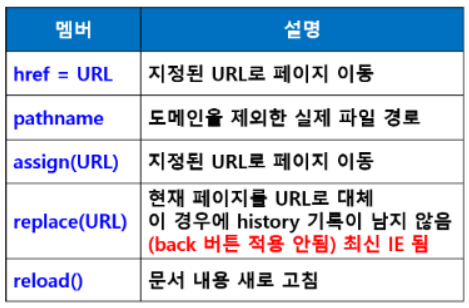 멤버 설명
href = URL 지정된 URL로 페이지 이동
pathname 도메인을 제외한 실제 파일 경로
assign(URL) 지정된 URL로 페이지 이동
replace(URL) 현재 페이지를 URL로 대체
이 경우에 history 기록이 남지 않음
(back 버튼 적용 안됨) 최신 IE 됨
reload() 문서 내용 새로 고침